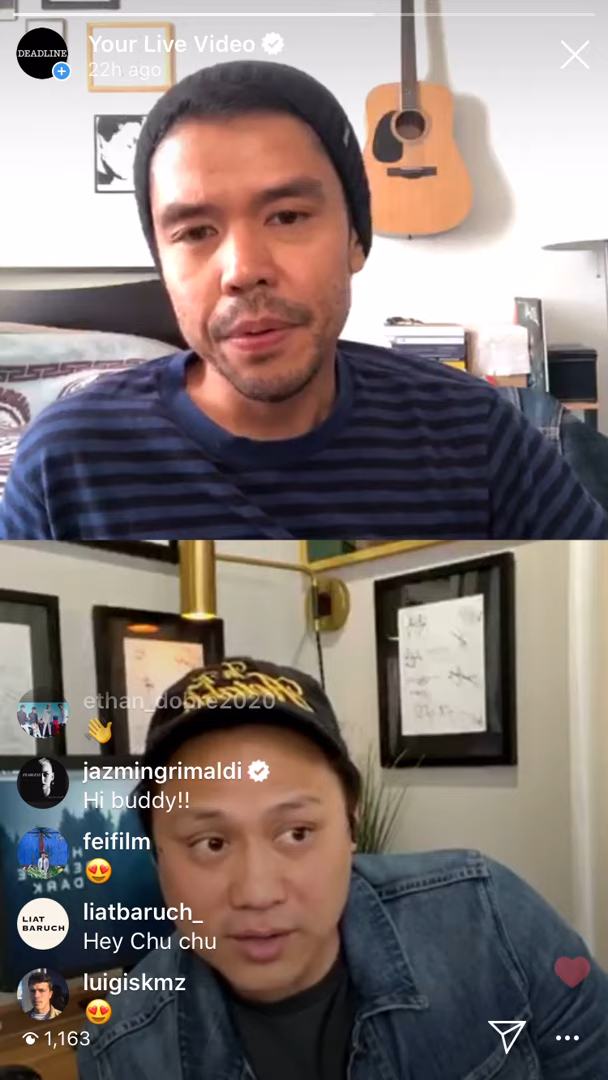 DEADLINE
Your Live Video
22h ago
ethan_dobre2020
👋
jazmingrimaldi
Hi buddy!!
feifilm
😍
LIAT
BARUCH
liatbaruch_
Hey Chu chu
luigiskmz
😍
1,163